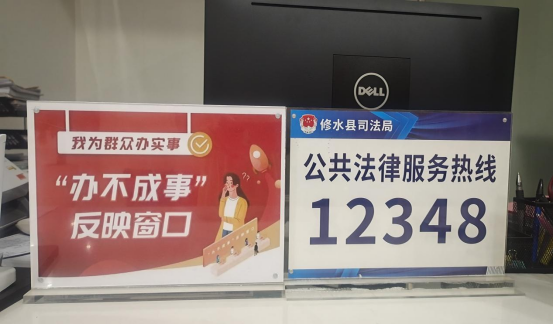 DELL
我为群众办实事
“办不成事”
反映窗口
修水县司法局
公共法律服务热线
12348